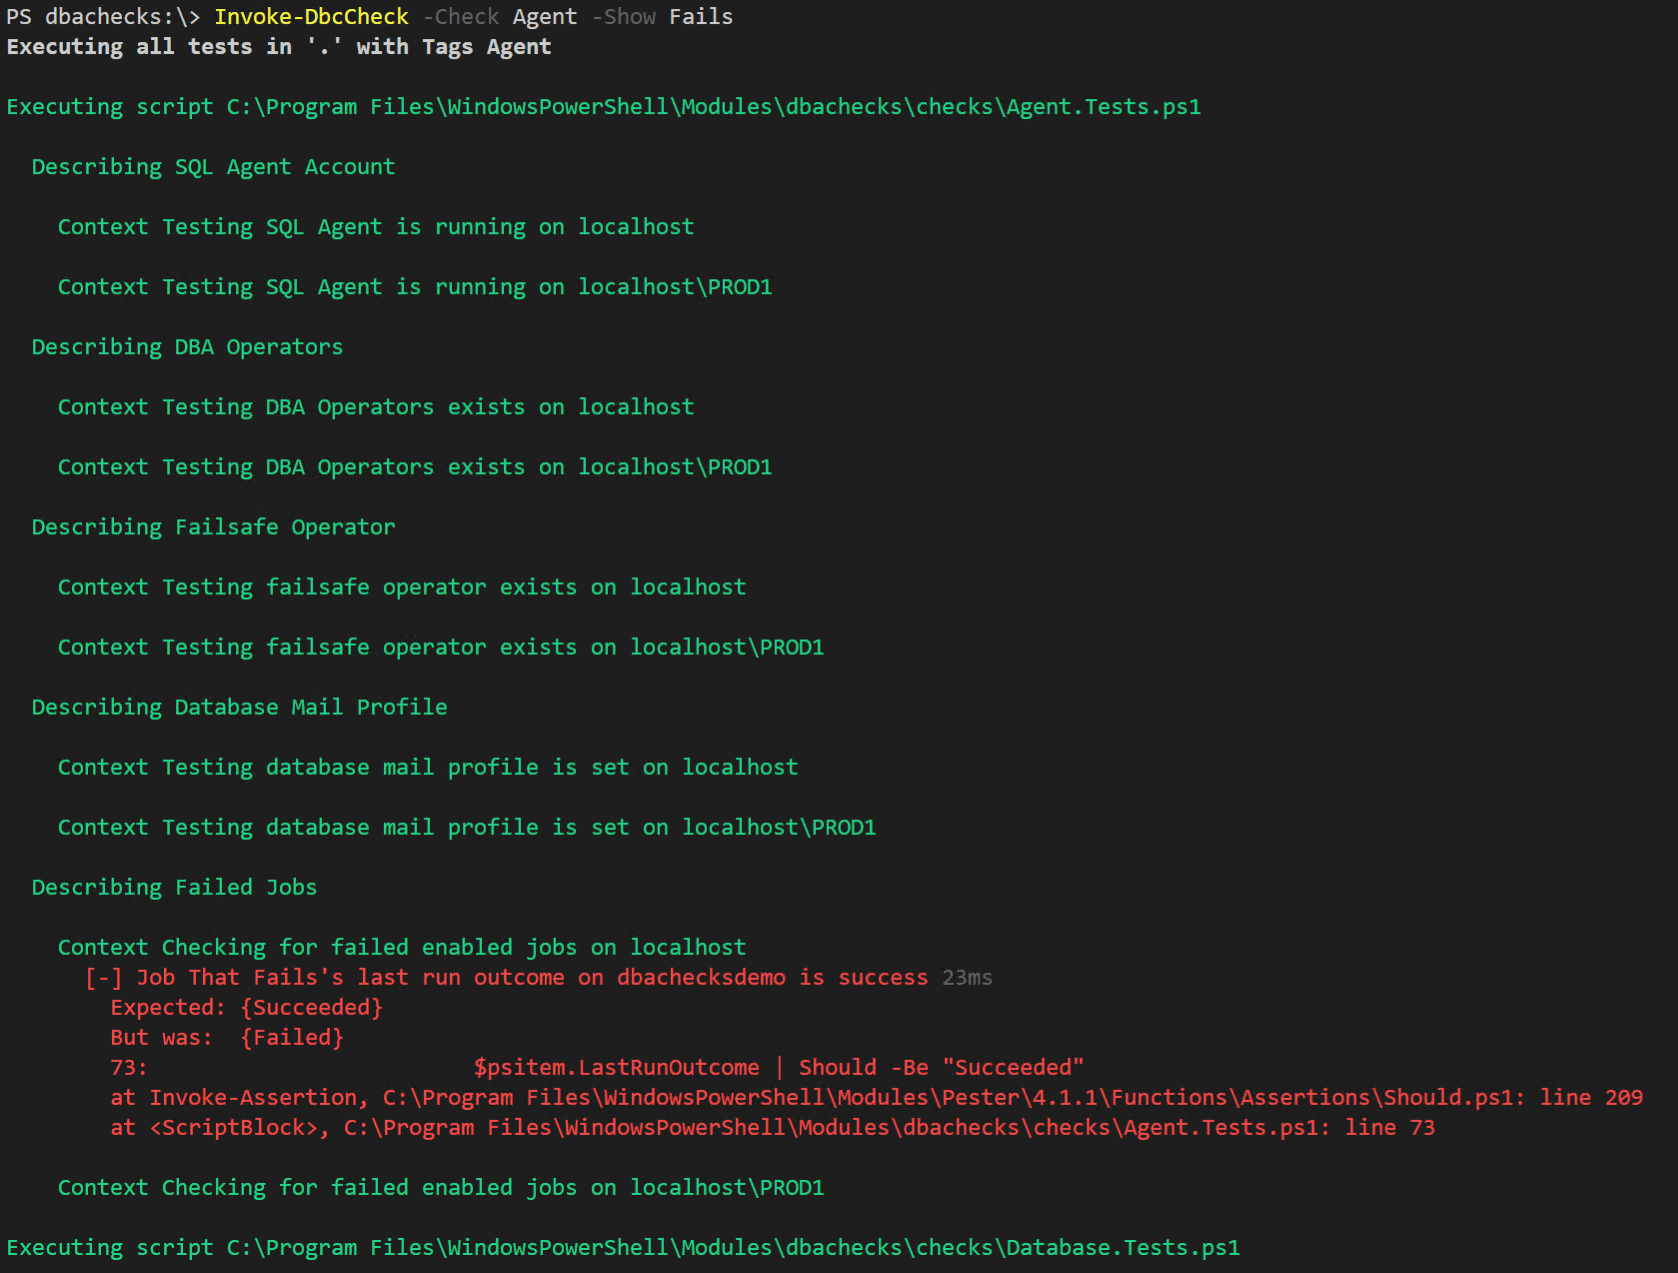 PS dbachecks:\> Invoke-DbcCheck -Check Agent -Show Fails
Executing all tests in '.' with Tags Agent
Executing script C:\Program Files\WindowsPowerShell\Modules\dbachecks\checks\Agent.Tests.ps1
Describing SQL Agent Account
Context Testing SQL Agent is running on localhost
Context Testing SQL Agent is running on localhost\PROD1
Describing DBA Operators
Context Testing DBA Operators exists on localhost
Context Testing DBA Operators exists on localhost\PROD1
Describing Failsafe Operator
Context Testing failsafe operator exists on localhost
Context Testing failsafe operator exists on localhost\PROD1
Describing Database Mail Profile
Context Testing database mail profile is set on localhost
Context Testing database mail profile is set on localhost\PROD1
Describing Failed Jobs
Context Checking for failed enabled jobs on localhost
[-] Job That Fails's last run outcome on dbachecksdemo is success 23ms
Expected: {Succeeded}
But was:  {Failed}
73:                         $psitem.LastRunOutcome | Should -Be "Succeeded"
at Invoke-Assertion, C:\Program Files\WindowsPowerShell\Modules\Pester\4.1.1\Functions\Assertions\Should.ps1: line 209
at <ScriptBlock>, C:\Program Files\WindowsPowerShell\Modules\dbachecks\checks\Agent.Tests.ps1: line 73
Context Checking for failed enabled jobs on localhost\PROD1
Executing script C:\Program Files\WindowsPowerShell\Modules\dbachecks\checks\Database.Tests.ps1